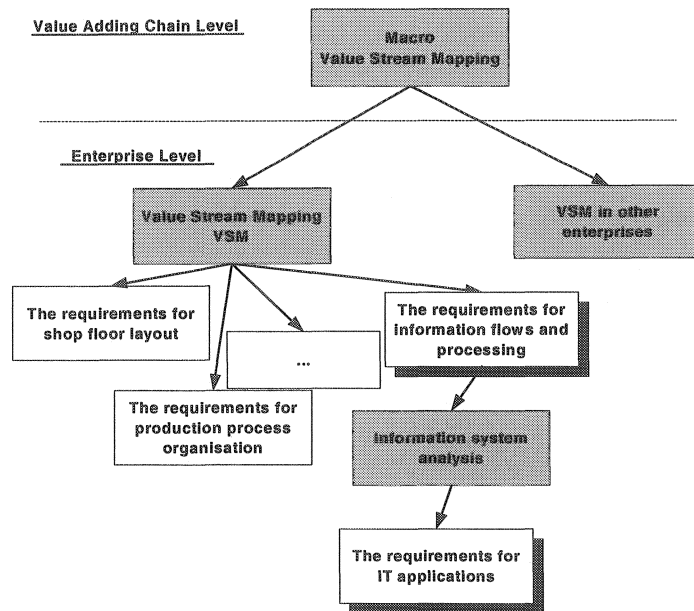 Value Adding Chain Level
Macro
Value Stream Mapping
Enterprise Level
Value Stream Mapping
VSM
VSM in other
enterprises
The requirements for
shop floor layout
The requirements for
information flows and
processing
...
The requirements for
production process
organisation
Information system
analysis
The requirements for
IT applications